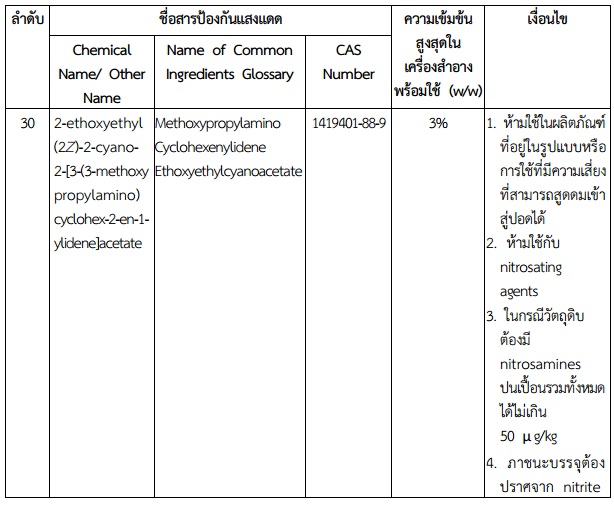 ลำดับ
ชื่อสารป้องกันแสงแดด
ความเข้มข้น
สูงสุดใน
เครื่องสำอาง
พร้อมใช้ (w/w)
เงื่อนไข
Chemical
Name/ Other
Name
Name of Common
Ingredients Glossary
CAS
Number
30
2-ethoxyethyl
(2Z)-2-cyano-
2-[3-(3-methoxy
propylamino)
cyclohex-2-en-1-
ylidene]acetate
Methoxypropylamino
Cyclohexenylidene
Ethoxyethylcyanoacetate
1419401-88-9
3%
1. ห้ามใช้ในผลิตภัณฑ์
ที่อยู่ในรูปแบบหรือ
การใช้ที่มีความเสี่ยง
ที่สามารถสูดดมเข้า
สู่ปอดได้
2. ห้ามใช้กับ
nitrosating
agents
3. ในกรณีวัตถุดิบ
ต้องมี
nitrosamines
ปนเปื้อนรวมทั้งหมด
ได้ไม่เกิน
50 μg/kg
4. ภาชนะบรรจุต้อง
ปราศจาก nitrite